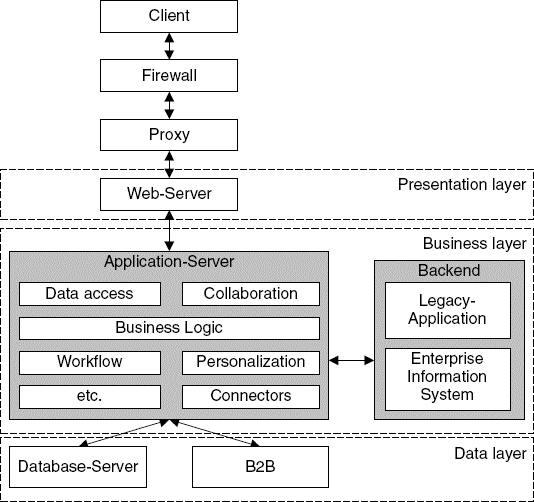 Client
Firewall
Proxy
Presentation layer
Web-Server
Business layer
Application-Server
Data access
Collaboration
Business Logic
Workflow
Personalization
etc.
Connectors
Backend
Legacy-
Application
Enterprise
Information
System
Data layer
Database-Server
B2B